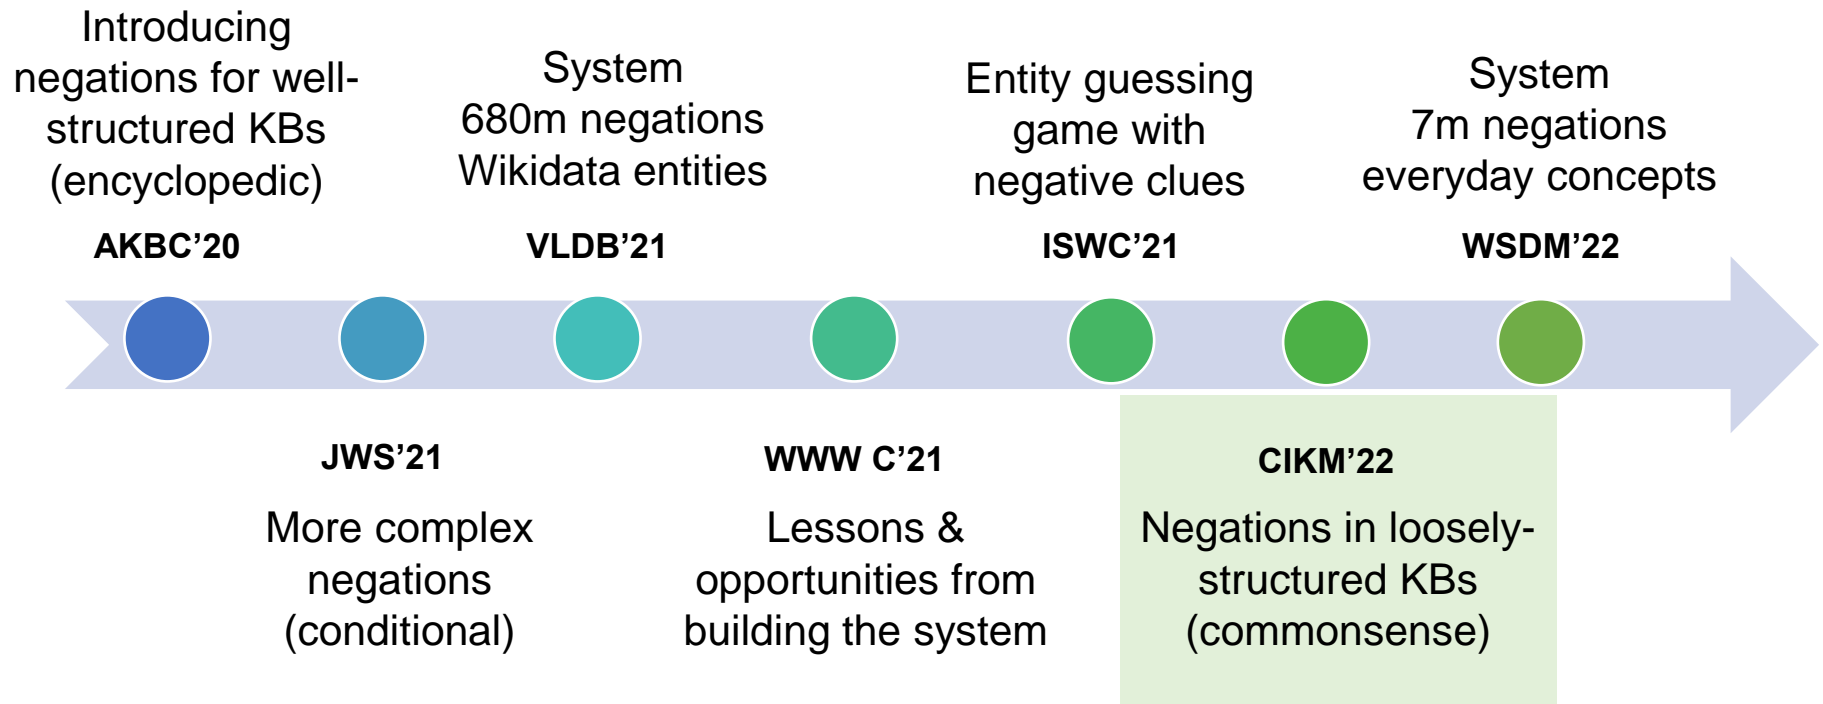 Introducing
negations for well-
structured KBs
(encyclopedic)
AKBC’20
System
680m negations
Wikidata entities
VLDB’21
Entity guessing
game with
negative clues
ISWC’21
System
7m negations
everyday concepts
WSDM’22
JWS’21
More complex
negations
(conditional)
WWW C’21
Lessons &
opportunities from
building the system
CIKM’22
Negations in loosely-
structured KBs
(commonsense)